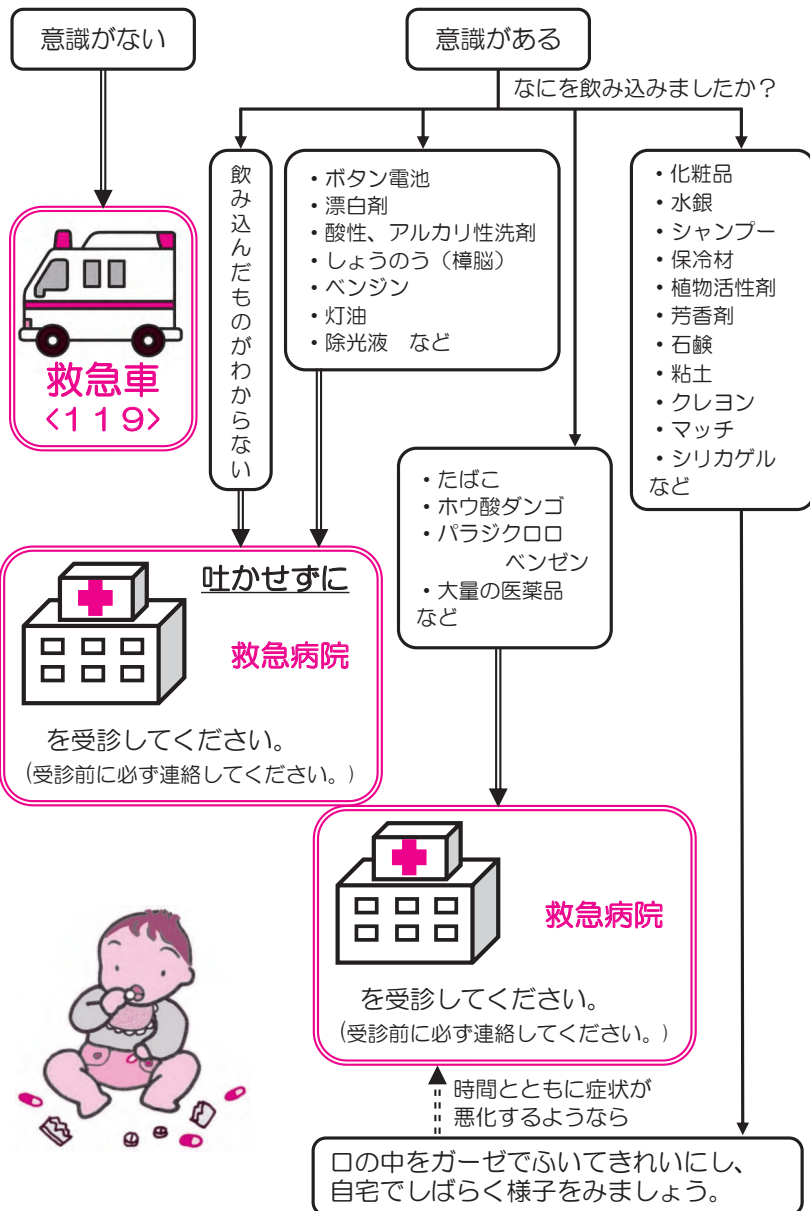 意識がない
意識がある
なにを飲み込みましたか？
飲み込んだものがわからない
・ボタン電池
・漂白剤
・酸性、アルカリ性洗剤
・しょうのう（樟脳）
・ベンジン
・灯油
・除光液　など
・化粧品
・水銀
・シャンプー
・保冷材
・植物活性剤
・芳香剤
・石鹸
・粘土
・クレヨン
・マッチ
・シリカゲル
など
救急車
<１１９>
・たばこ
・ホウ酸ダンゴ
・パラジクロロ
ベンゼン
・大量の医薬品
など
吐かせずに
救急病院
を受診してください。
(受診前に必ず連絡してください。)
救急病院
を受診してください。
(受診前に必ず連絡してください。)
時間とともに症状が
悪化するようなら
口の中をガーゼでふいてきれいにし、
自宅でしばらく様子をみましょう。